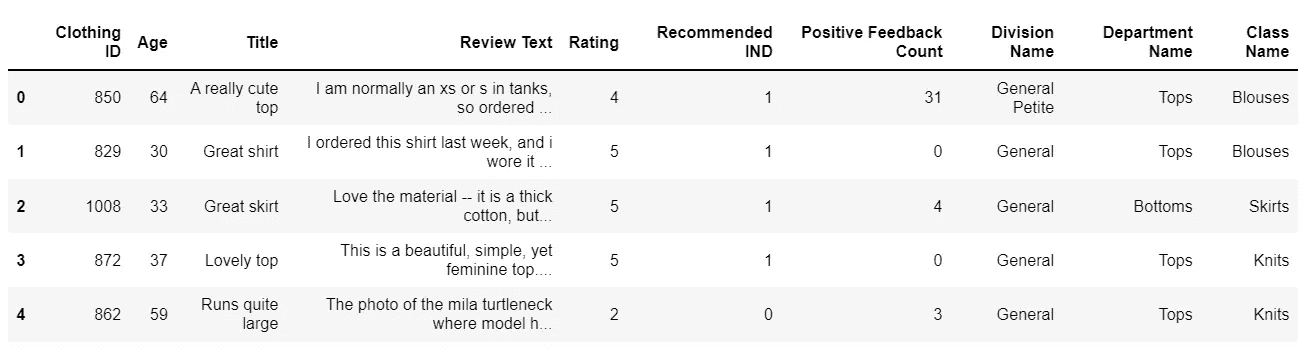 Clothing ID Age Title Review Text Rating Recommended IND Positive Feedback Count Division Name Department Name Class Name
0 850 64 A really cute top I am normally an xs or s in tanks, so ordered ... 4 1 31 General Petite Tops Blouses
1 829 30 Great shirt I ordered this shirt last week, and i wore it ... 5 1 0 General Tops Blouses
2 1008 33 Great skirt Love the material -- it is a thick cotton, but... 5 1 4 General Bottoms Skirts
3 872 37 Lovely top This is a beautiful, simple, yet feminine top.... 5 1 0 General Tops Knits
4 862 59 Runs quite large The photo of the mila turtleneck where model h... 2 0 3 General Tops Knits